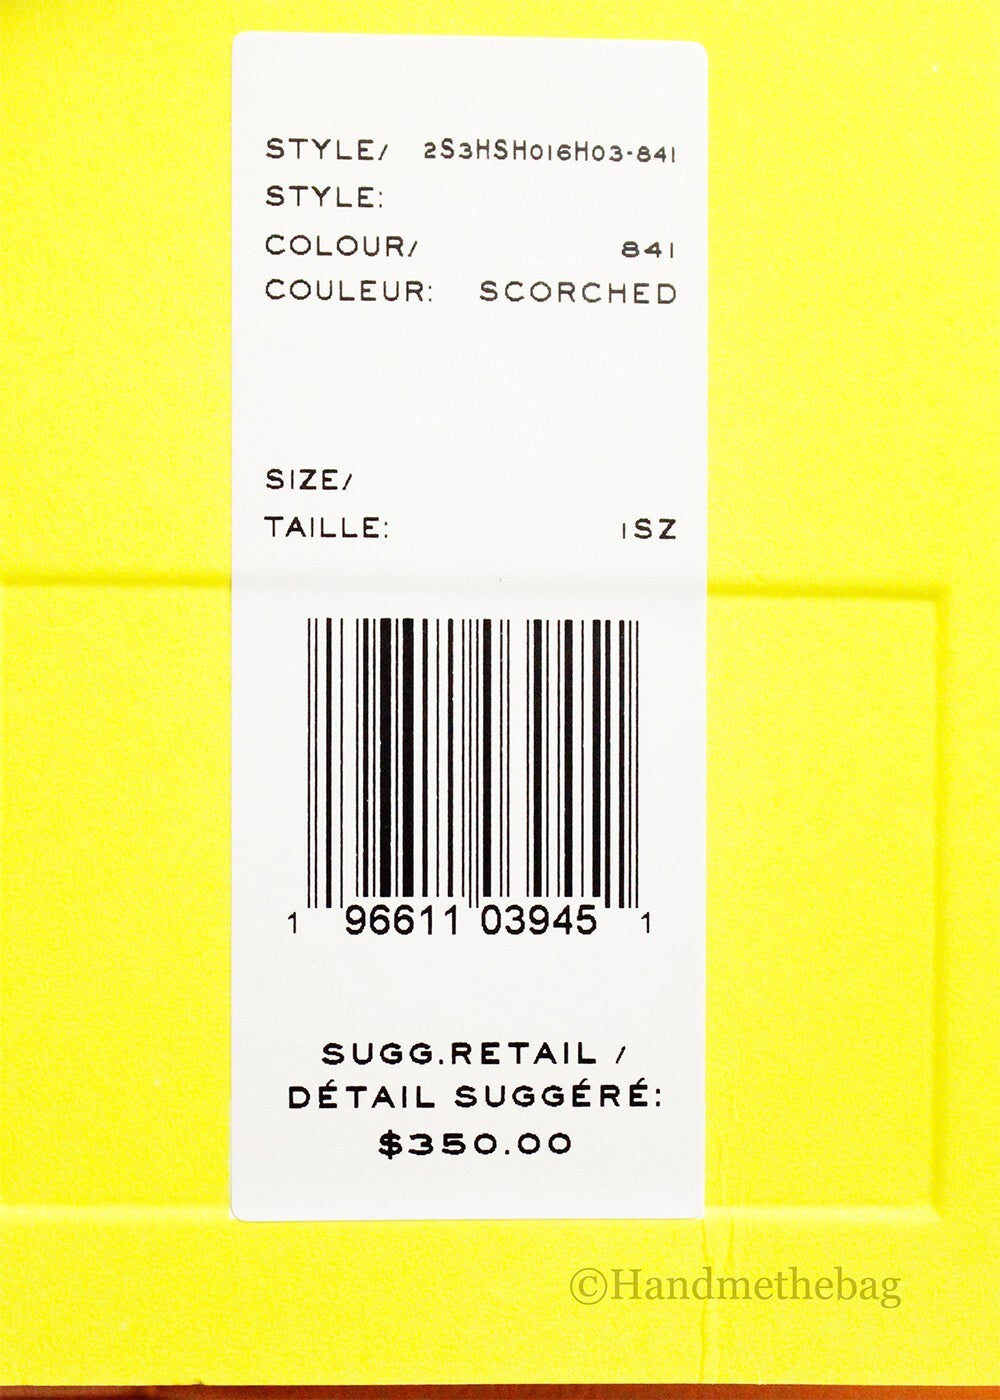 STYLE/ 2S3HSH016H03-841
STYLE:
COLOUR/ 841
COULEUR: SCORCHED
SIZE/
TAILLE: 1SZ
1 96611 03945 1
SUGG.RETAIL /
DÉTAIL SUGGÉRÉ:
$350.00
©Handmethebag